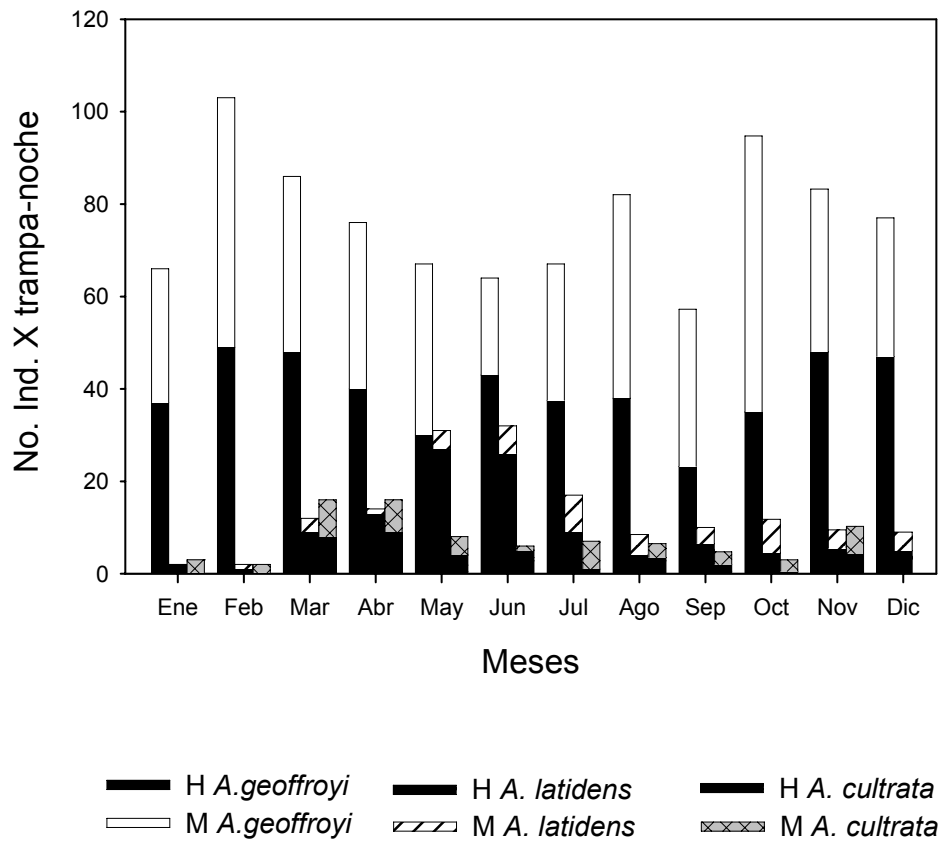 120
100
80
60
40
20
0
No. Ind. X trampa-noche
Ene Feb Mar Abr May Jun Jul Ago Sep Oct Nov Dic
Meses
H A.geoffroyi H A. latidens H A. cultrata
M A.geoffroyi M A. latidens M A. cultrata